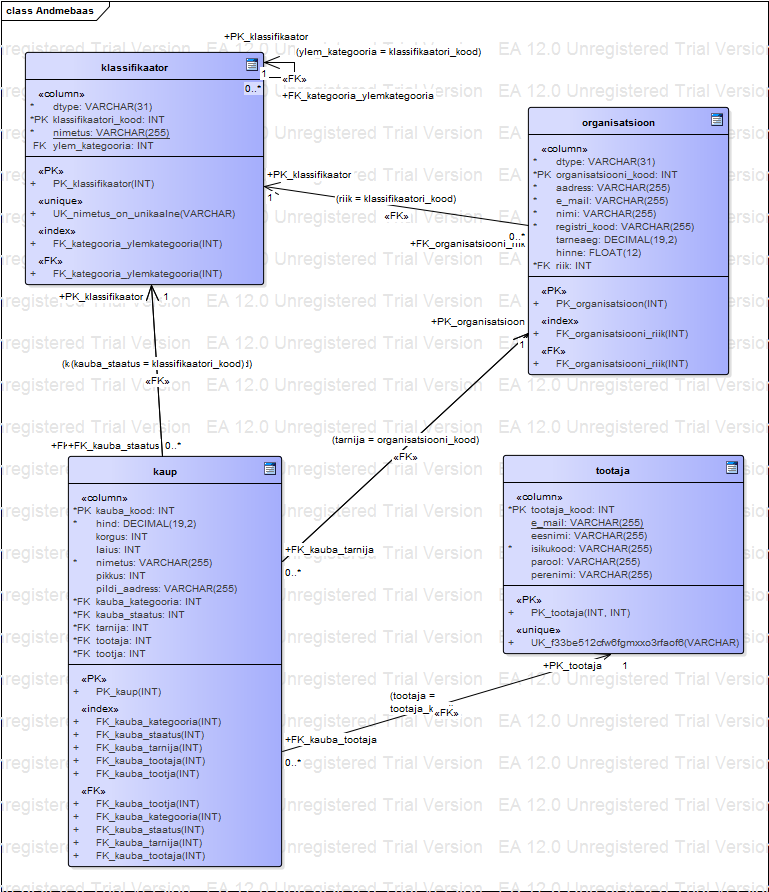 class Andmebaas
+PK_klassifikaator
(ylem_kategooria = klassifikaatori_kood)
1
«FK»
0..*
+FK_kategooria_ylemkategooria
klassifikaator
«column»
* dtype: VARCHAR(31)
*PK klassifikaatori_kood: INT
* nimetus: VARCHAR(255)
FK ylem_kategooria: INT
«PK»
+ PK_klassifikaator(INT)
«unique»
+ UK_nimetus_on_unikaalne(VARCHAR)
«index»
+ FK_kategooria_ylemkategooria(INT)
«FK»
+ FK_kategooria_ylemkategooria(INT)
organisatsioon
«column»
* dtype: VARCHAR(31)
*PK organisatsiooni_kood: INT
* aadress: VARCHAR(255)
* e_mail: VARCHAR(255)
* nimi: VARCHAR(255)
* registri_kood: VARCHAR(255)
tarneaeg: DECIMAL(19,2)
hinne: FLOAT(12)
*FK riik: INT
«PK»
+ PK_organisatsioon(INT)
«index»
+ FK_organisatsiooni_riik(INT)
«FK»
+ FK_organisatsiooni_riik(INT)
+PK_klassifikaator
1
(riik = klassifikaatori_kood)
«FK»
0..*
+FK_organisatsiooni_riik
+PK_klassifikaator
1
(k(kauba_staatus = klassifikaatori_kood)d)
«FK»
+FK+FK_kauba_staatus
0..*
+PK_organisatsioon
1
(tarnija = organisatsiooni_kood)
«FK»
+FK_kauba_tarnija
0..*
kaup
«column»
*PK kauba_kood: INT
* hind: DECIMAL(19,2)
korgus: INT
laius: INT
* nimetus: VARCHAR(255)
pikkus: INT
pildi_aadress: VARCHAR(255)
*FK kauba_kategooria: INT
*FK kauba_staatus: INT
*FK tarnija: INT
*FK tootaja: INT
*FK tootja: INT
«PK»
+ PK_kaup(INT)
«index»
+ FK_kauba_kategooria(INT)
+ FK_kauba_staatus(INT)
+ FK_kauba_tarnija(INT)
+ FK_kauba_tootaja(INT)
+ FK_kauba_tootja(INT)
«FK»
+ FK_kauba_tootja(INT)
+ FK_kauba_kategooria(INT)
+ FK_kauba_staatus(INT)
+ FK_kauba_tarnija(INT)
+ FK_kauba_tootaja(INT)
tootaja
«column»
*PK tootaja_kood: INT
e_mail: VARCHAR(255)
eesnimi: VARCHAR(255)
* isikukood: VARCHAR(255)
parool: VARCHAR(255)
perenimi: VARCHAR(255)
«PK»
+ PK_tootaja(INT, INT)
«unique»
+ UK_f33be512cfw6fgmxxo3rfaof6(VARCHAR)
+PK_tootaja
1
(tootaja =
tootaja_k
«FK»
+FK_kauba_tootaja
0..*
EA 12.0 Unregistered Trial Version